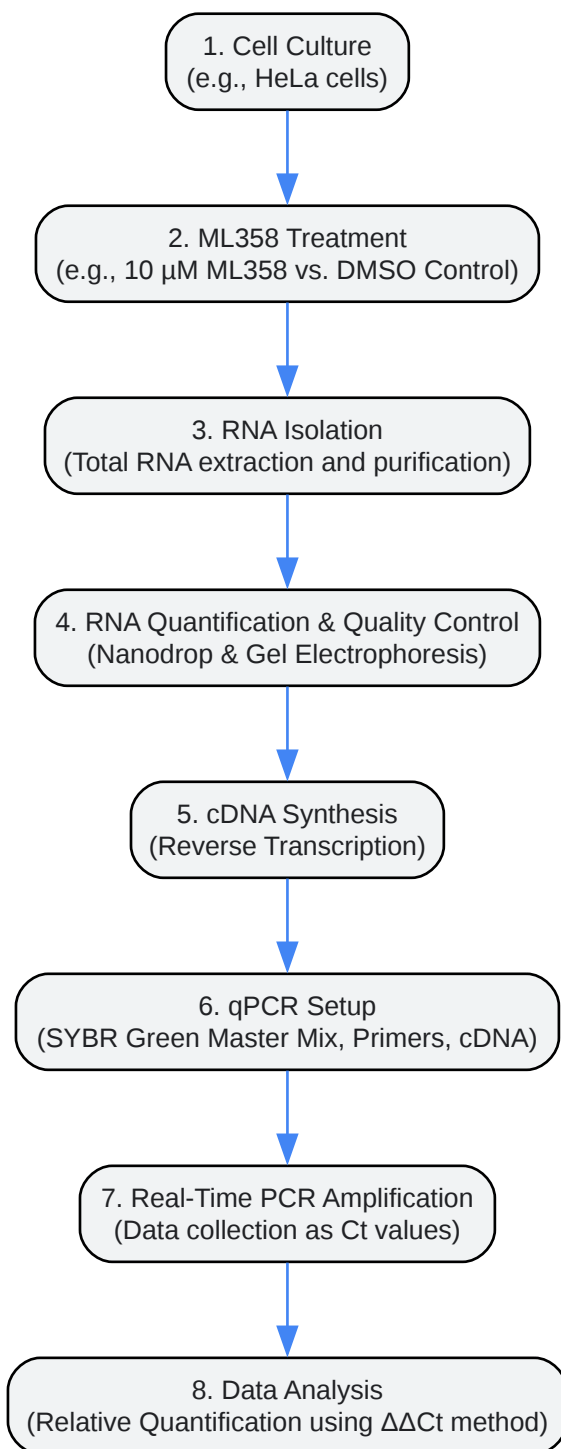 1. Cell Culture
(e.g., HeLa cells)
2. ML358 Treatment
(e.g., 10 µM ML358 vs. DMSO Control)
3. RNA Isolation
(Total RNA extraction and purification)
4. RNA Quantification & Quality Control
(Nanodrop & Gel Electrophoresis)
5. cDNA Synthesis
(Reverse Transcription)
6. qPCR Setup
(SYBR Green Master Mix, Primers, cDNA)
7. Real-Time PCR Amplification
(Data collection as Ct values)
8. Data Analysis
(Relative Quantification using ΔΔCt method)